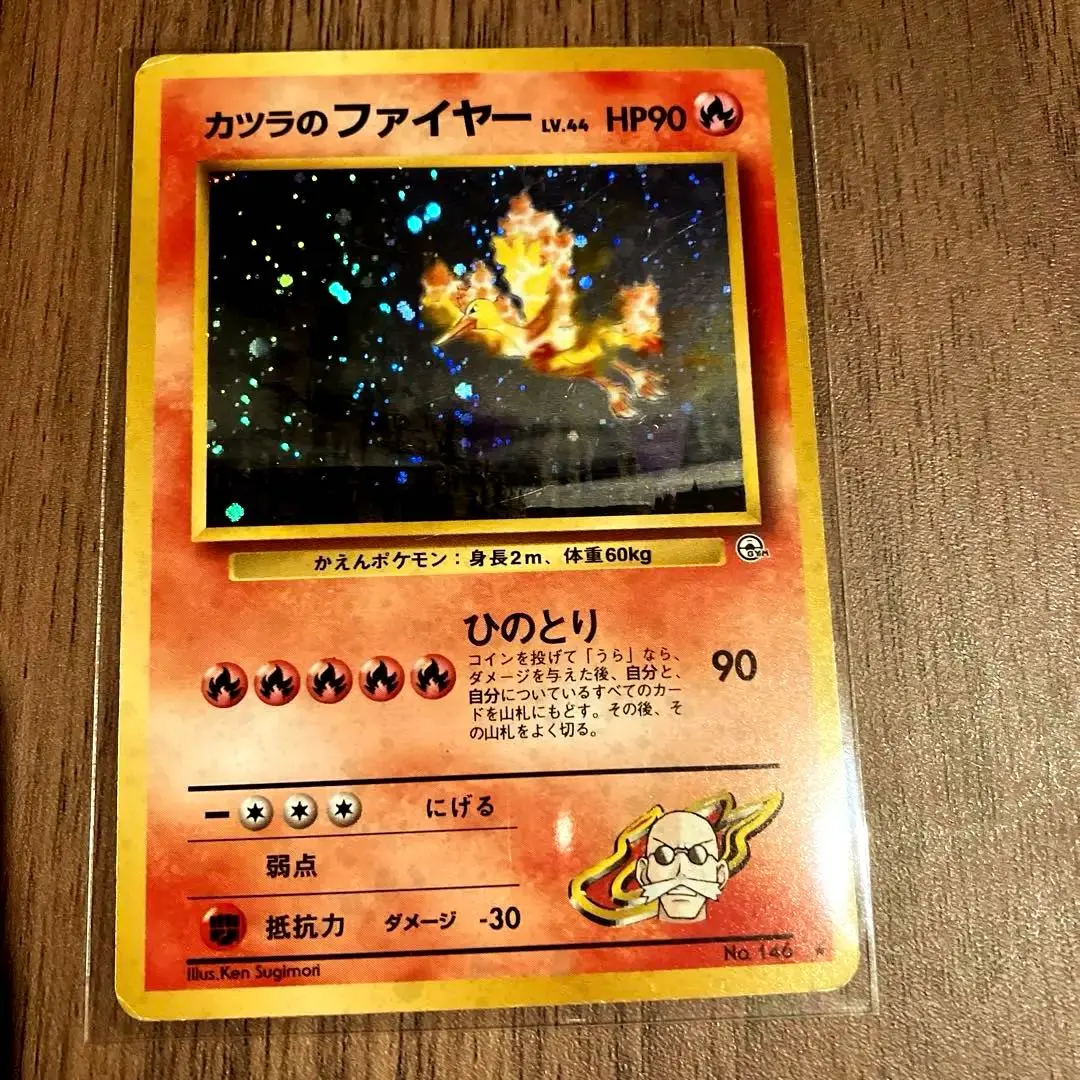 カツラのファイヤー LV.44 HP90
かえんポケモン：身長2m、体重60kg
GYM
ひのとり
コインを投げて「うら」なら、
ダメージを与えた後、自分と、
自分についているすべてのカー
ドを山札にもどす。その後、そ
の山札をよく切る。
90
にげる
弱点
抵抗力 ダメージ -30
Illus.Ken Sugimori
No. 146 ★